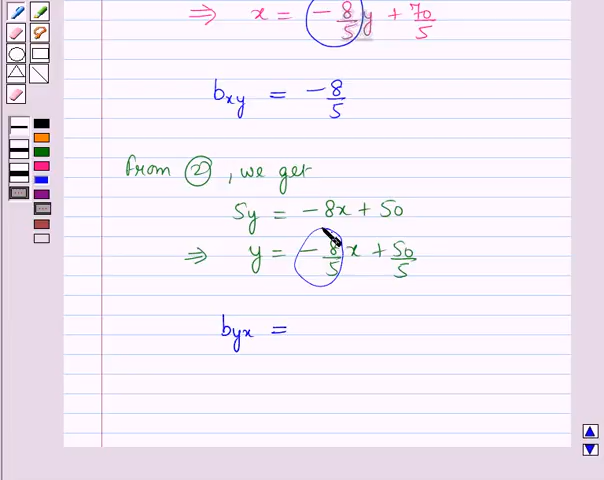 ⇒ x = -8/5 y + 70/5
bxy = -8/5
From ②, we get
5y = -8x + 50
⇒ y = -8/5 x + 50/5
byx =